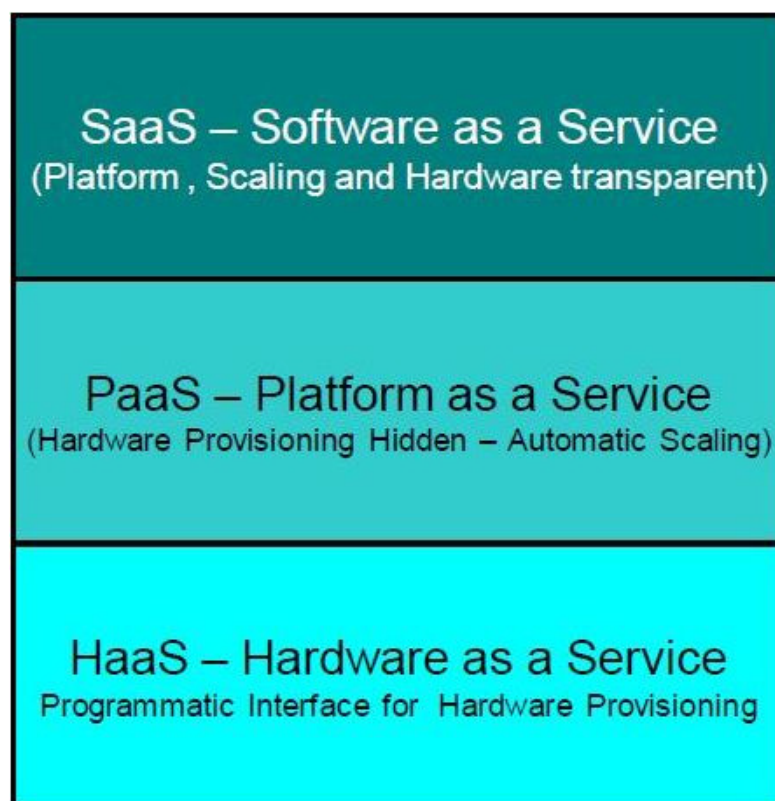 SaaS – Software as a Service
(Platform , Scaling and Hardware transparent)
PaaS – Platform as a Service
(Hardware Provisioning Hidden – Automatic Scaling)
HaaS – Hardware as a Service
Programmatic Interface for Hardware Provisioning